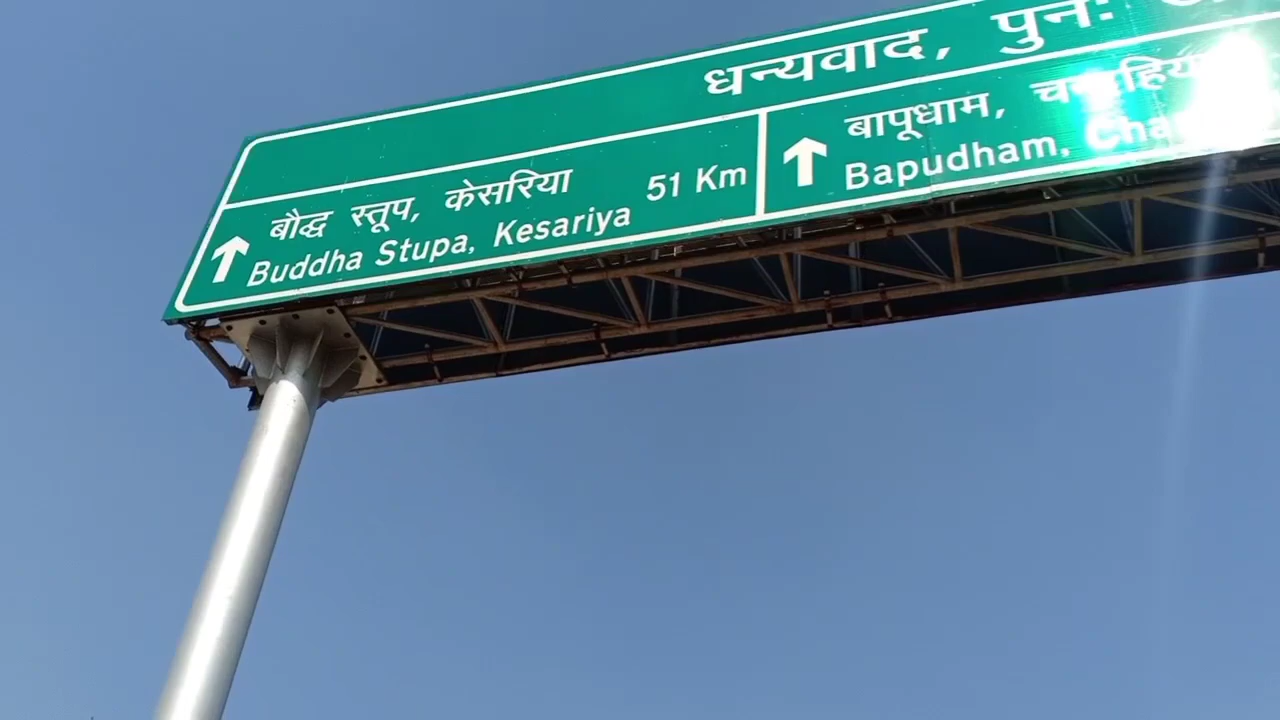 धन्यवाद, पुनः
बौद्ध स्तूप, केसरिया
51 Km
Buddha Stupa, Kesariya
बापूधाम,
Bapudham,